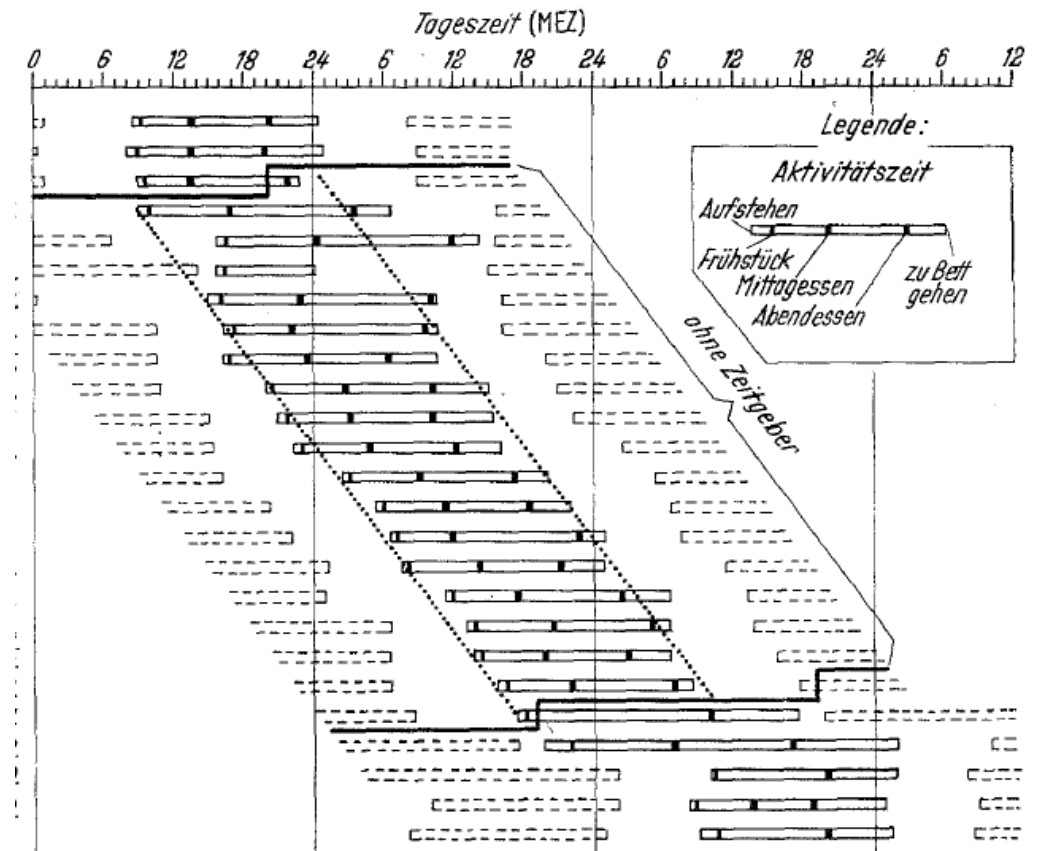 Tageszeit (MEZ)
0 6 12 18 24 6 12 18 24 6 12 18 24 6 12
Legende:
Aktivitätszeit
Aufstehen
Frühstück
Mittagessen
Abendessen
zu Bett
gehen
ohne Zeitgeber